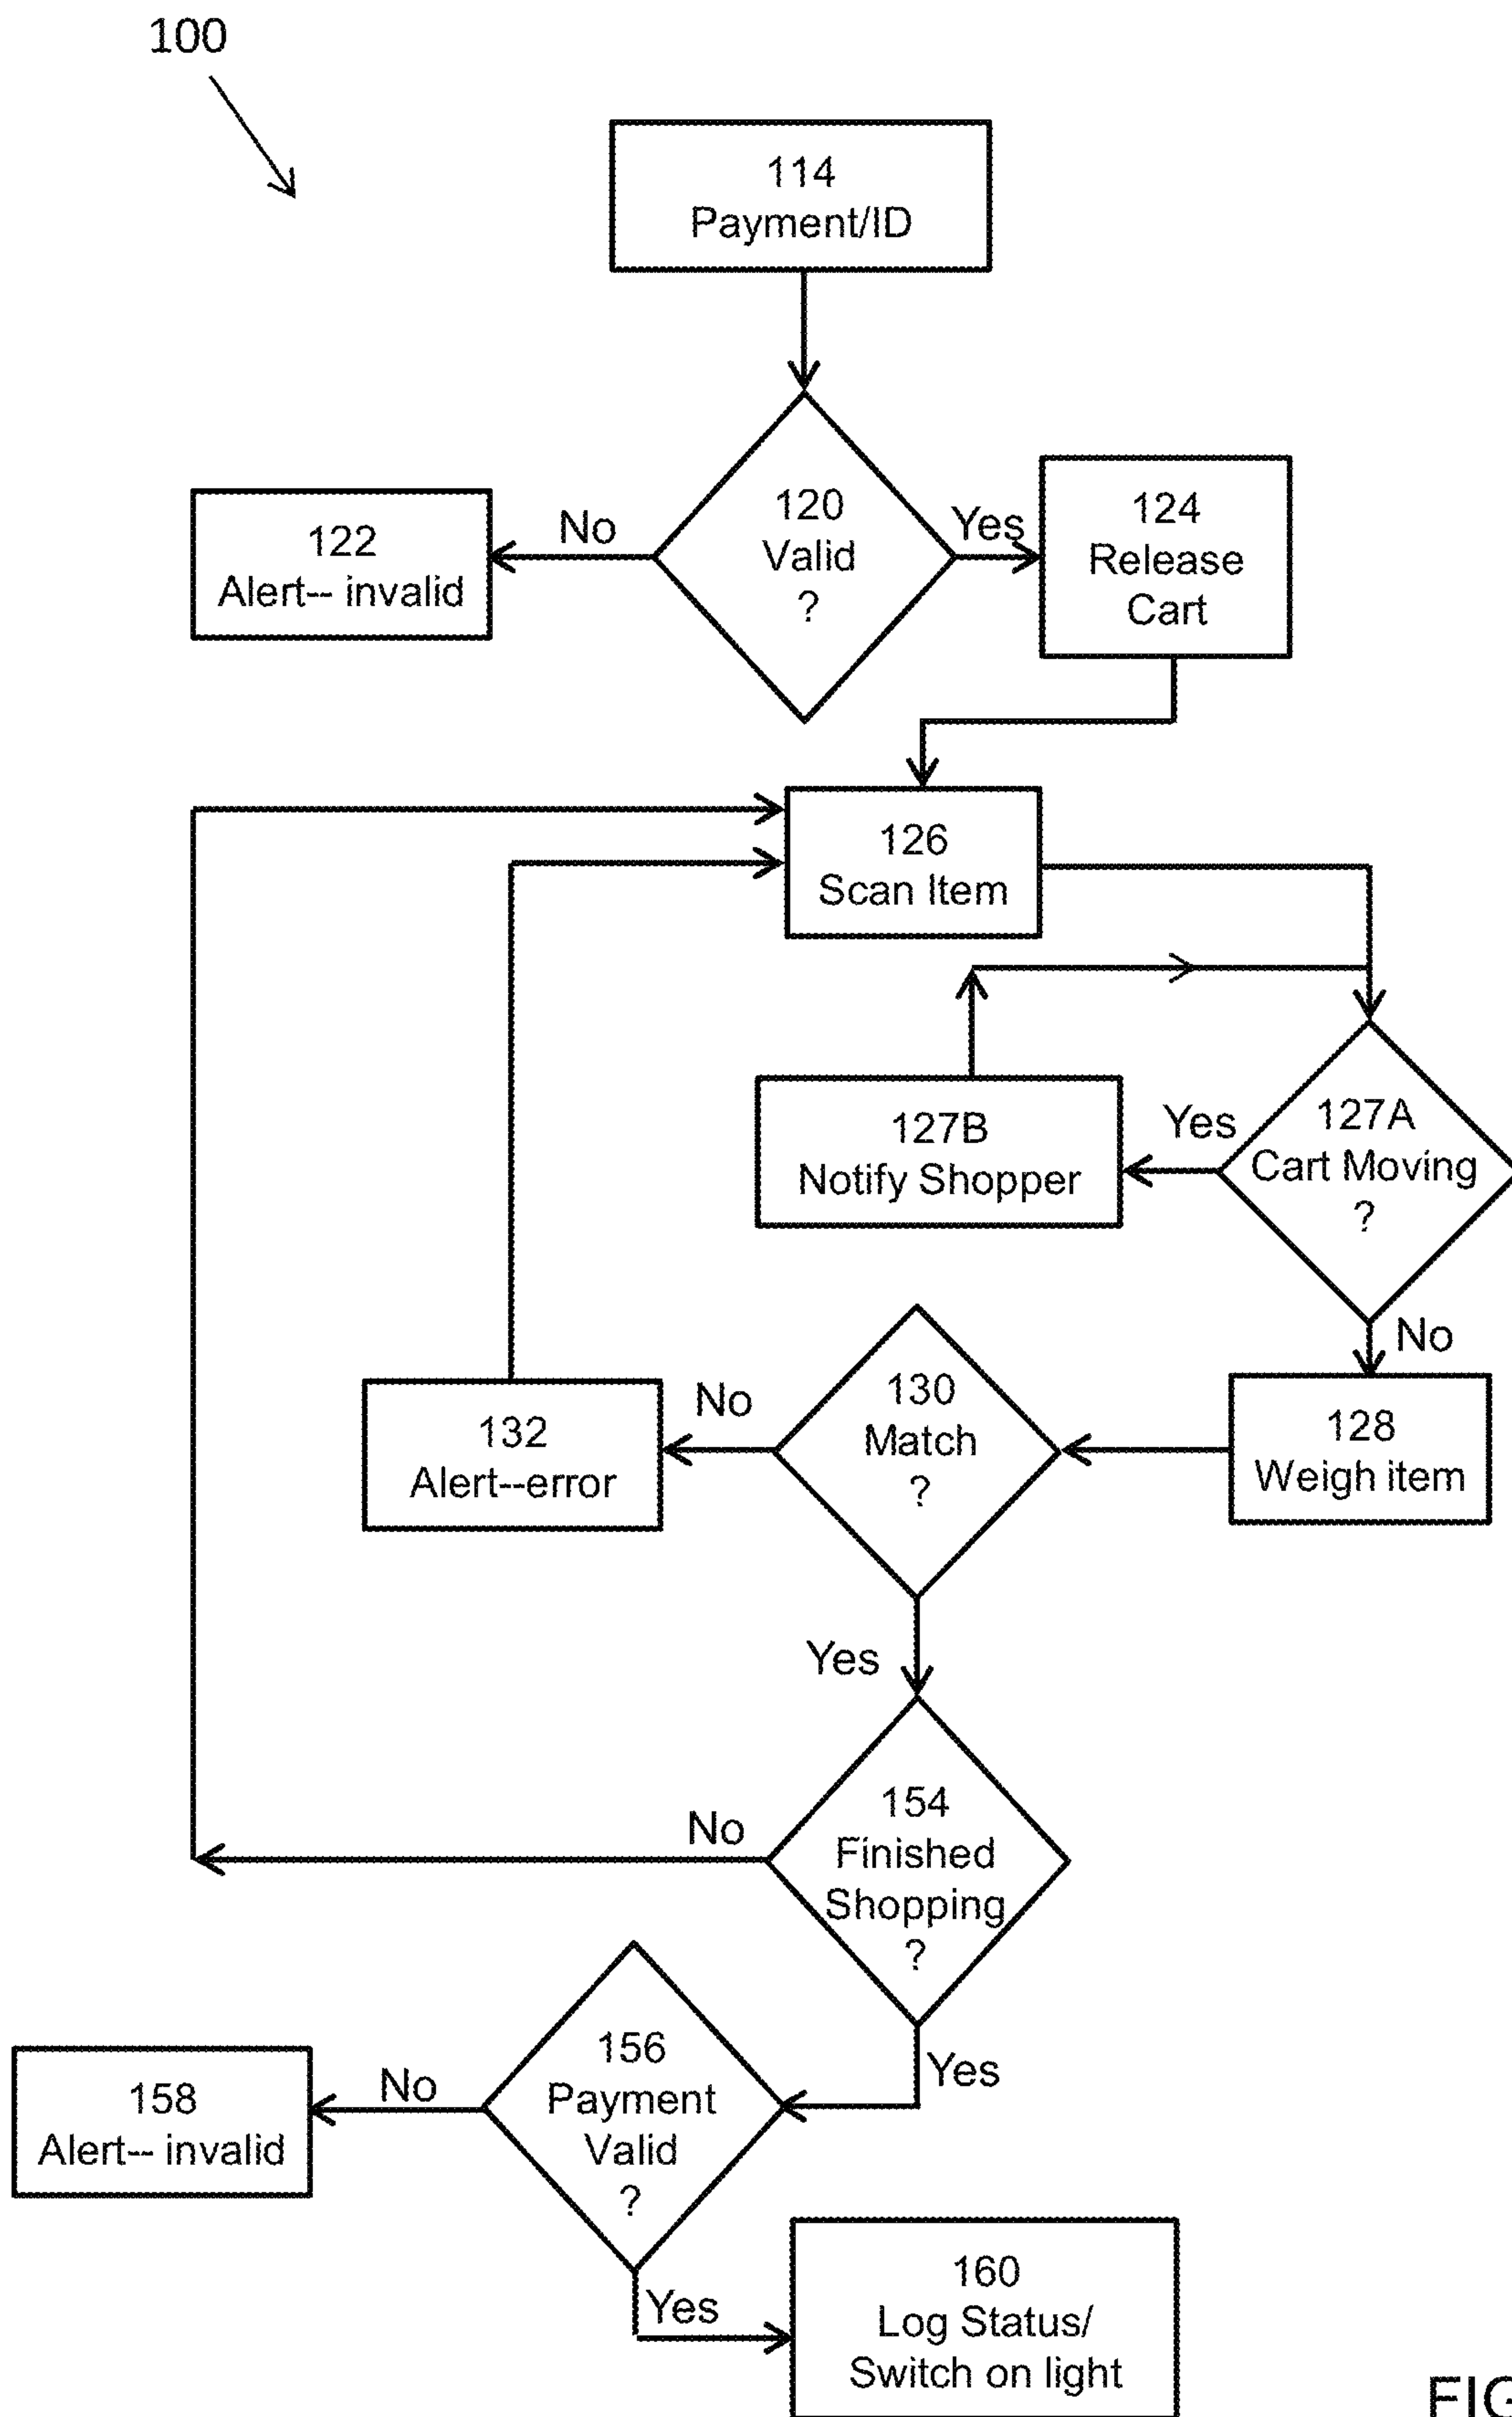 100
114
Payment/ID
120
Valid
?
No
Yes
122
Alert-- invalid
124
Release
Cart
126
Scan Item
127A
Cart Moving
?
Yes
127B
Notify Shopper
No
128
Weigh item
130
Match
?
No
132
Alert--error
Yes
154
Finished
Shopping
?
No
Yes
156
Payment
Valid
?
No
158
Alert-- invalid
Yes
160
Log Status/
Switch on light
FIG